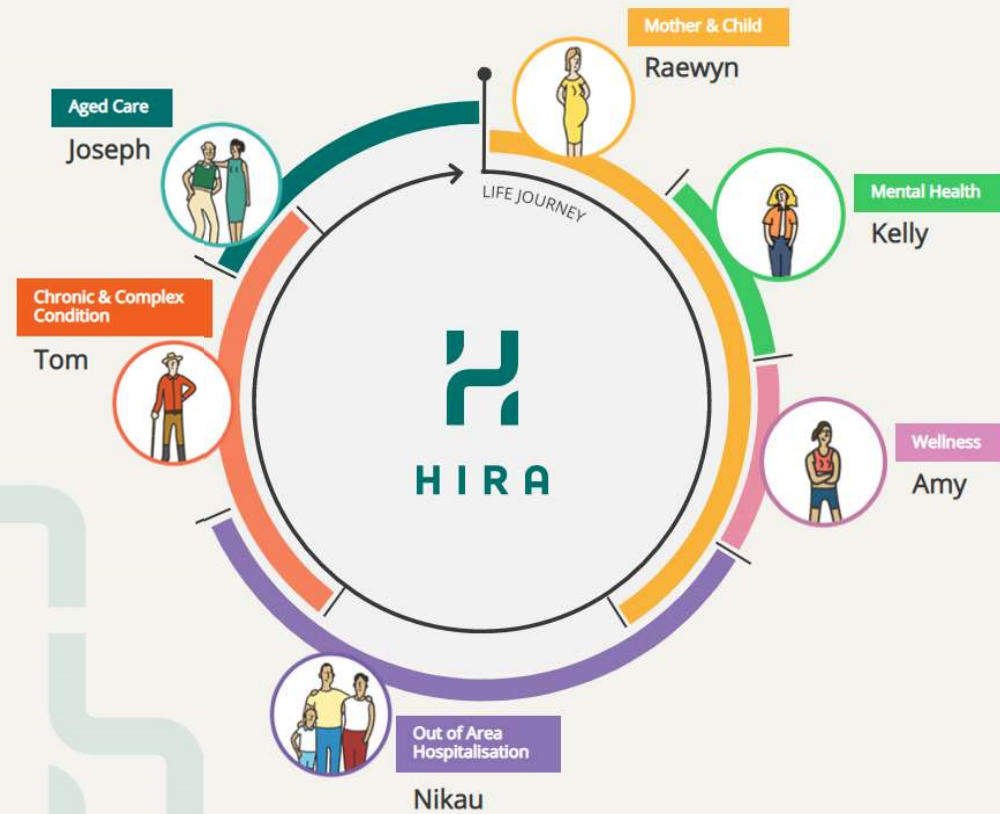 Mother & Child
Raewyn
Aged Care
Joseph
LIFE JOURNEY
Mental Health
Kelly
Chronic & Complex
Condition
Tom
HIRA
Wellness
Amy
Out of Area
Hospitalisation
Nikau